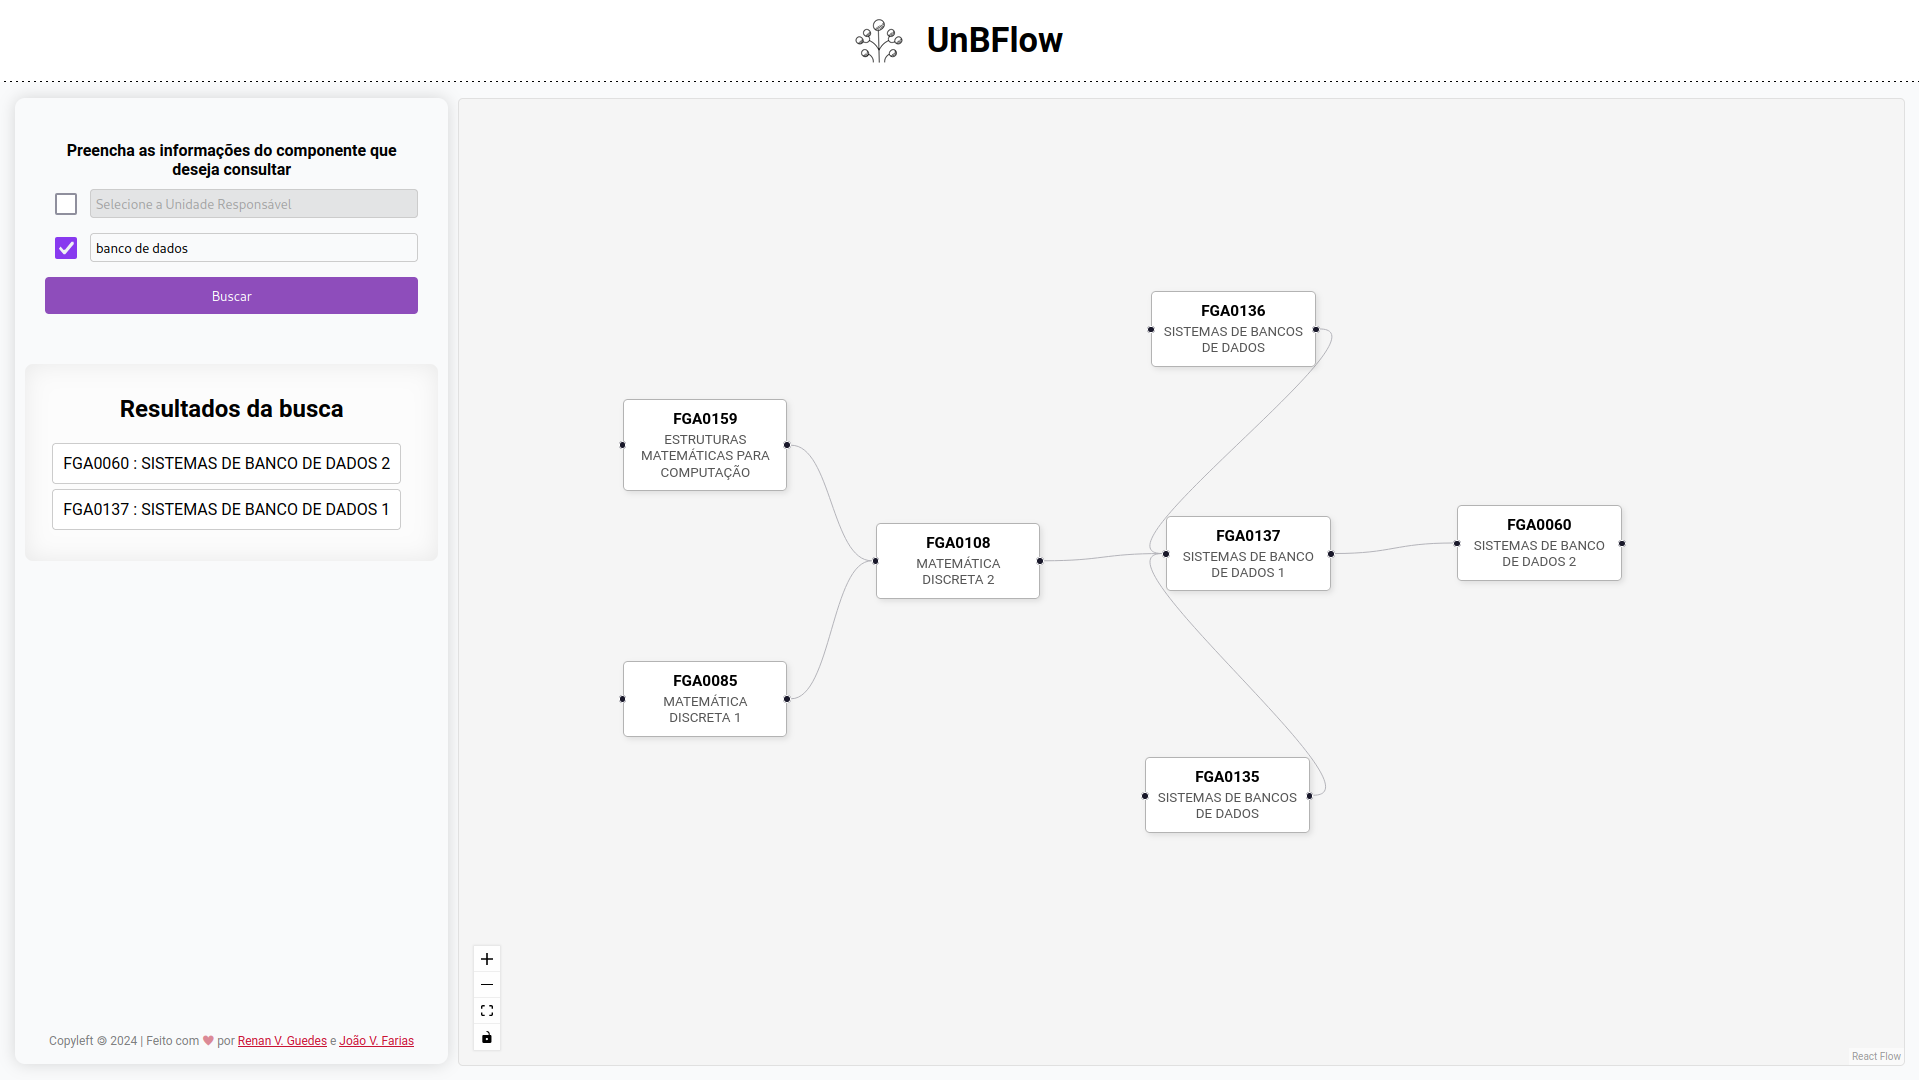 UnBFlow
Preencha as informações do componente que
deseja consultar
Selecione a Unidade Responsável
banco de dados
Buscar
Resultados da busca
FGA0060 : SISTEMAS DE BANCO DE DADOS 2
FGA0137 : SISTEMAS DE BANCO DE DADOS 1
Copyleft 🄯 2024 | Feito com ❤ por Renan V. Guedes e João V. Farias
FGA0136
SISTEMAS DE BANCOS
DE DADOS
FGA0159
ESTRUTURAS
MATEMÁTICAS PARA
COMPUTAÇÃO
FGA0108
MATEMÁTICA
DISCRETA 2
FGA0137
SISTEMAS DE BANCO
DE DADOS 1
FGA0060
SISTEMAS DE BANCO
DE DADOS 2
FGA0085
MATEMÁTICA
DISCRETA 1
FGA0135
SISTEMAS DE BANCOS
DE DADOS
React Flow